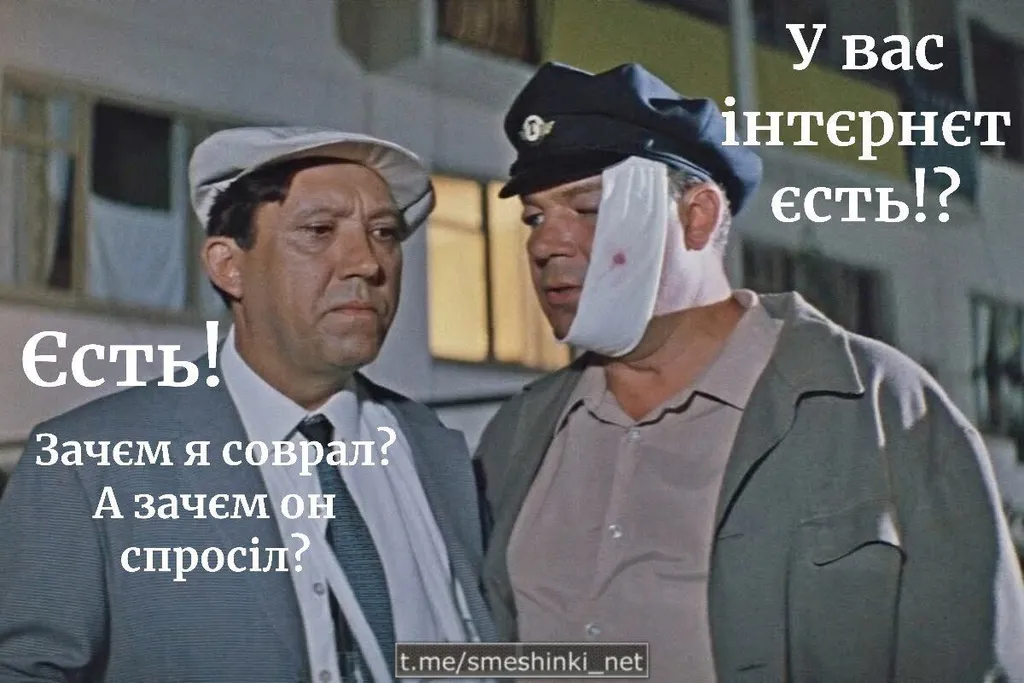 У вас
інтєрнєт
єсть!?
Єсть!
Зачєм я соврал?
А зачєм он
спросіл?
t.me/smeshinki_net